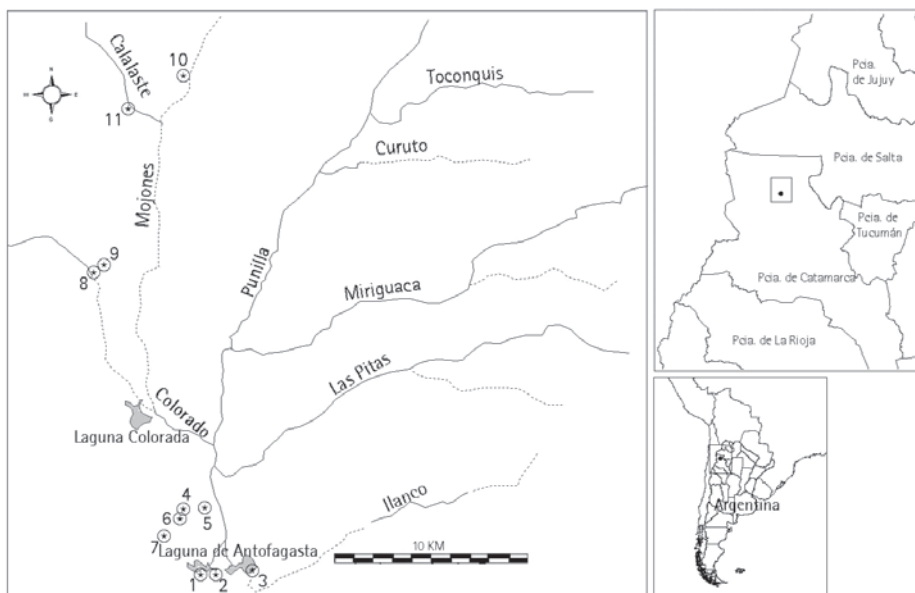 Calalaste
10
Toconquis
11
Curuto
Mojones
Punilla
9
8
Miriguaca
Las Pitas
Colorado
Laguna Colorada
Ilanco
4
5
6
7
Laguna de Antofagasta
10 KM
1
2
3
Pcia.
de Jujuy
Pcia. de Salta
Pcia. de
Tucumán
Pcia. de Catamarca
Pcia. de La Rioja
Argentina